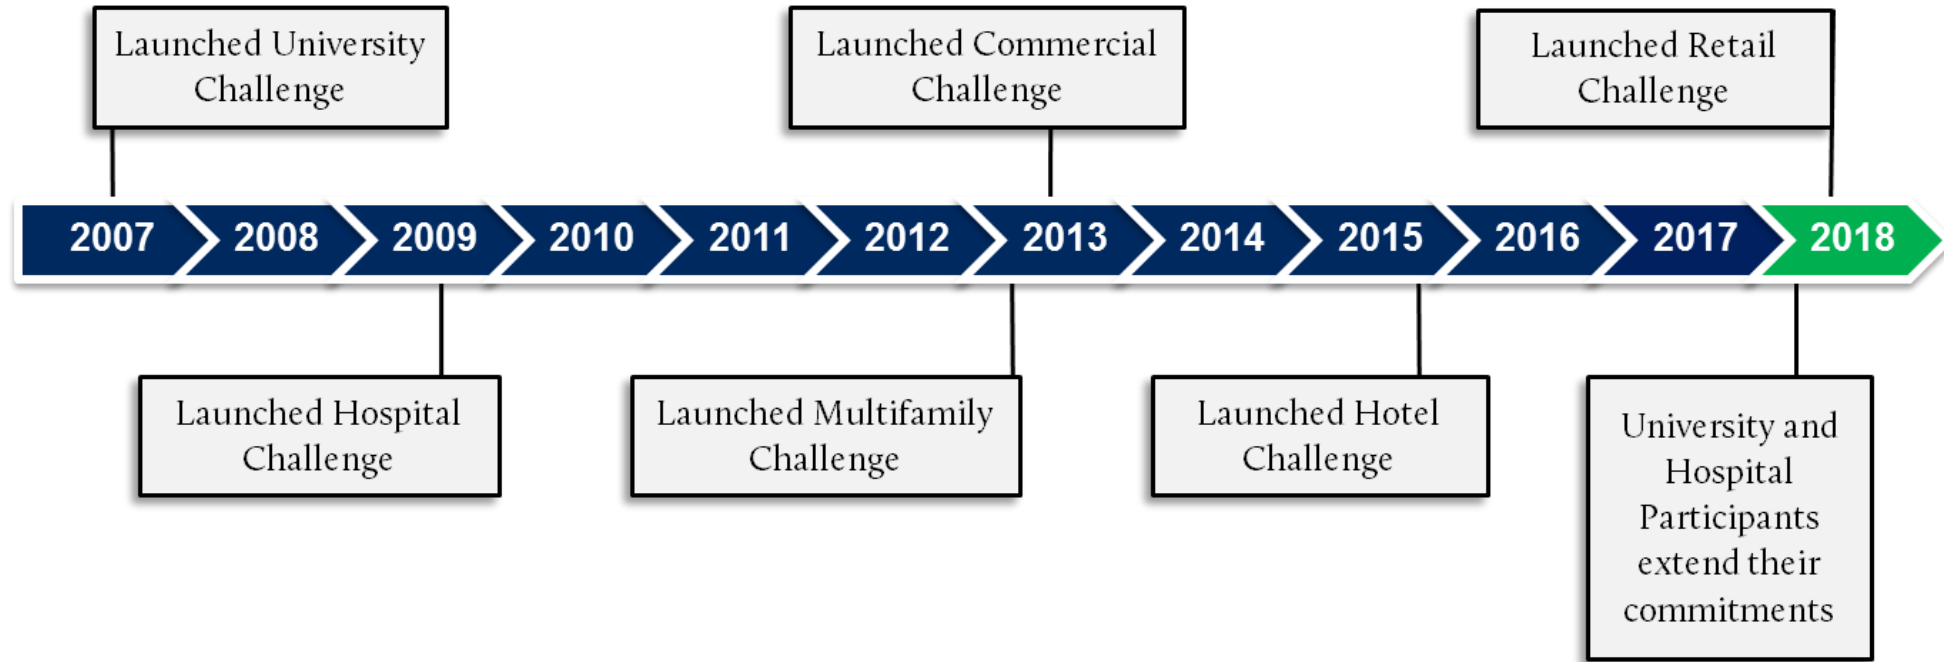 Launched University
Challenge
Launched Commercial
Challenge
Launched Retail
Challenge
2007 2008 2009 2010 2011 2012 2013 2014 2015 2016 2017 2018
Launched Hospital
Challenge
Launched Multifamily
Challenge
Launched Hotel
Challenge
University and
Hospital
Participants
extend their
commitments